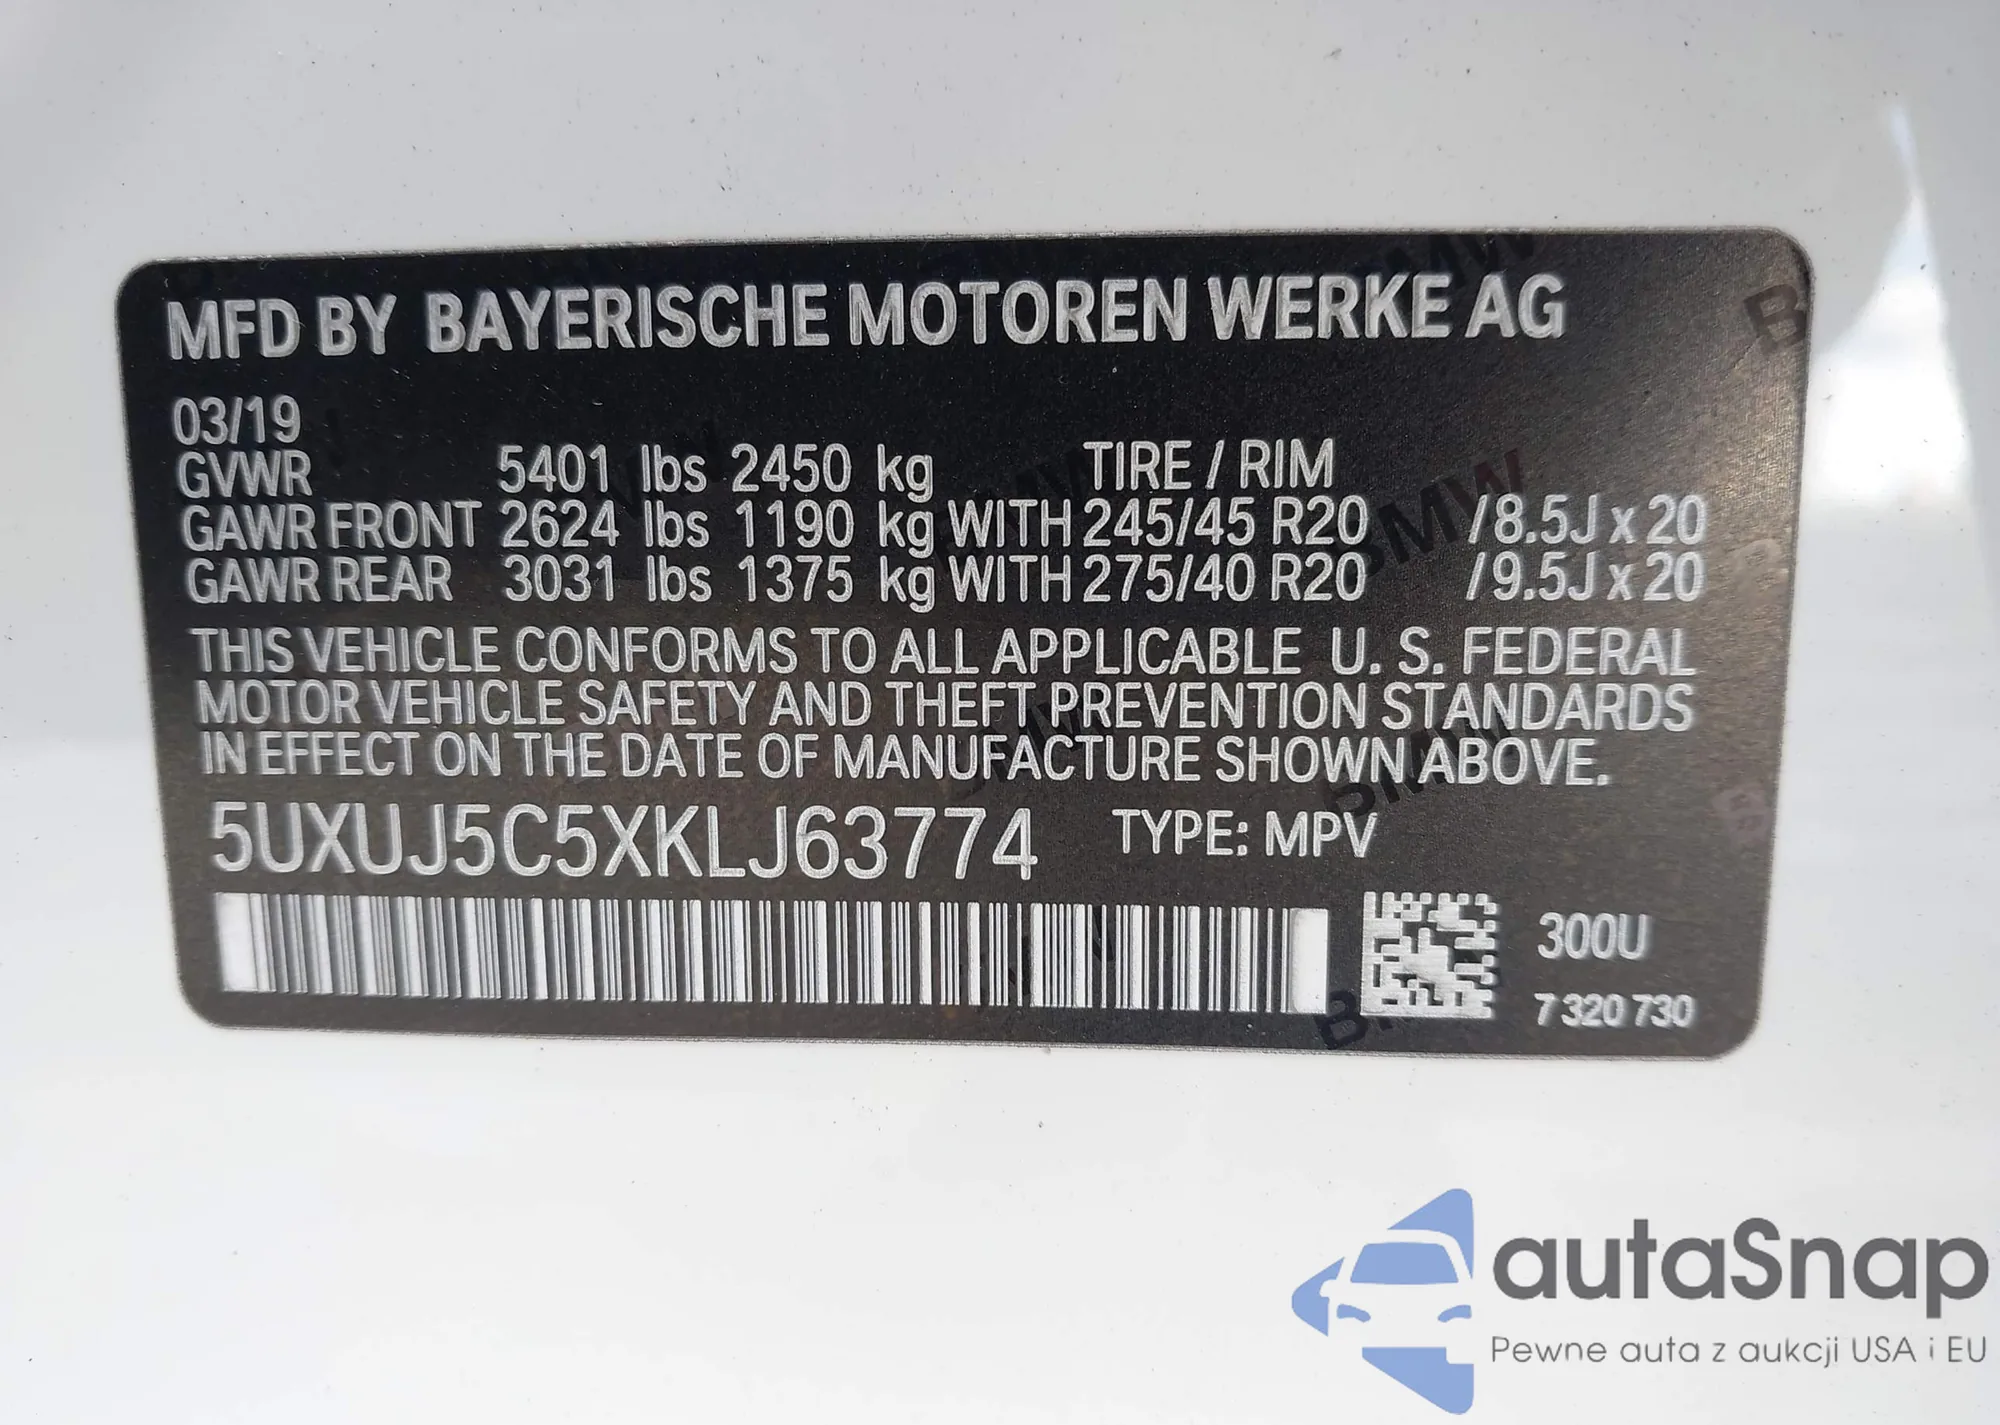 MFD BY BAYERISCHE MOTOREN WERKE AG
03/19
GVWR 5401 lbs 2450 kg TIRE / RIM
GAWR FRONT 2624 lbs 1190 kg WITH 245/45 R20 /8.5J x 20
GAWR REAR 3031 lbs 1375 kg WITH 275/40 R20 /9.5J x 20
THIS VEHICLE CONFORMS TO ALL APPLICABLE U. S. FEDERAL
MOTOR VEHICLE SAFETY AND THEFT PREVENTION STANDARDS
IN EFFECT ON THE DATE OF MANUFACTURE SHOWN ABOVE.
5UXUJ5C5XKLJ63774 TYPE: MPV
300U
7 320 730
autaSnap
Pewne auta z aukcji USA i EU